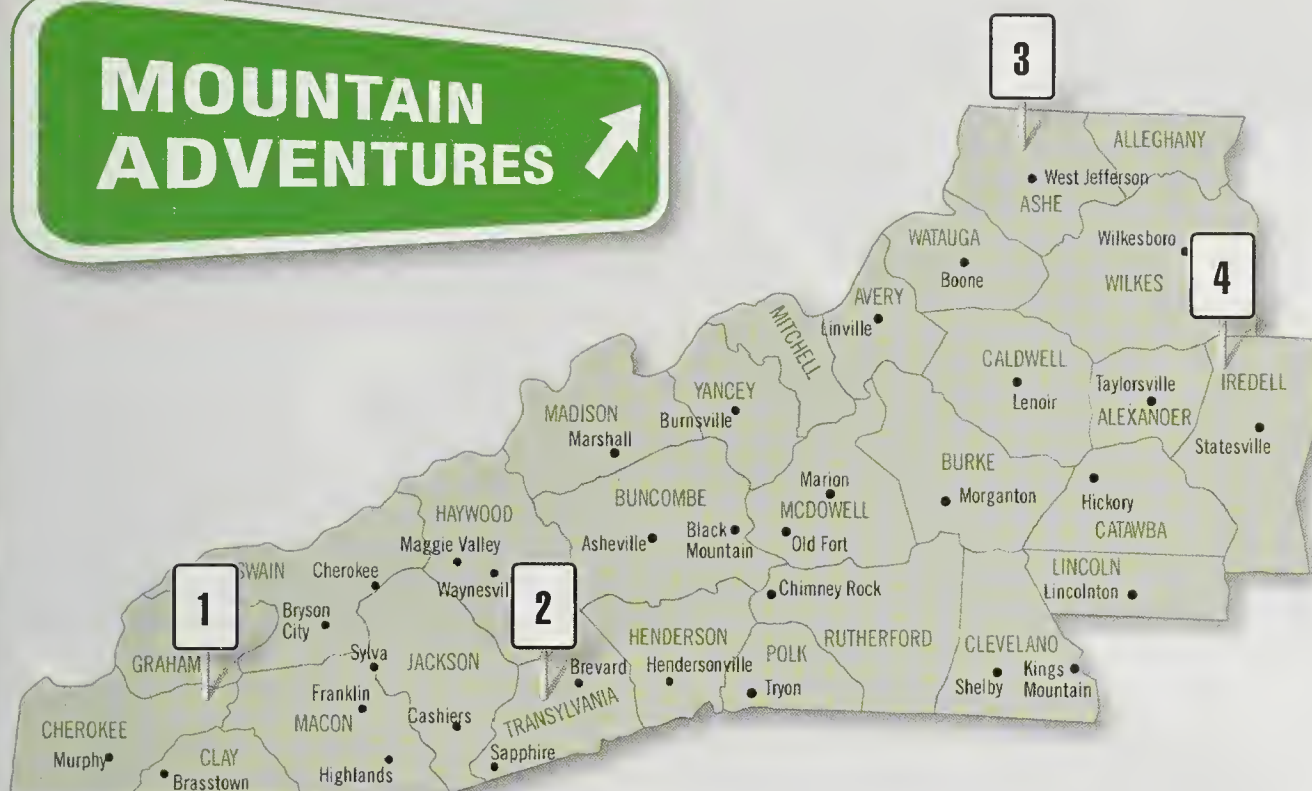 MOUNTAIN
ADVENTURES
3
ALLEGHANY
West Jefferson
ASHE
WATAUGA
Boone
Wilkesboro
WILKES
4
AVERY
Linville
MITCHELL
CALDWELL
Lenoir
Taylorsville
ALEXANOER
IREDELL
Statesville
MADISON
Marshall
YANCEY
Burnsville
BURKE
Morganton
Hickory
CATAWBA
HAYWOOD
Maggie Valley
Waynesvil
BUNCOMBE
Asheville
Black
Mountain
Marion
MCDOWELL
Old Fort
LINCOLN
Lincolnton
1
SWAIN
Cherokee
Bryson
City
2
Chimney Rock
GRAHAM
Sylva
JACKSON
Brevard
HENDERSON
Hendersonville
POLK
Tryon
RUTHERFORD
CLEVELANO
Shelby
Kings
Mountain
CHEROKEE
Murphy
Franklin
MACON
Cashiers
TRANSYLVANIA
Sapphire
CLAY
Brasstown
Highlands